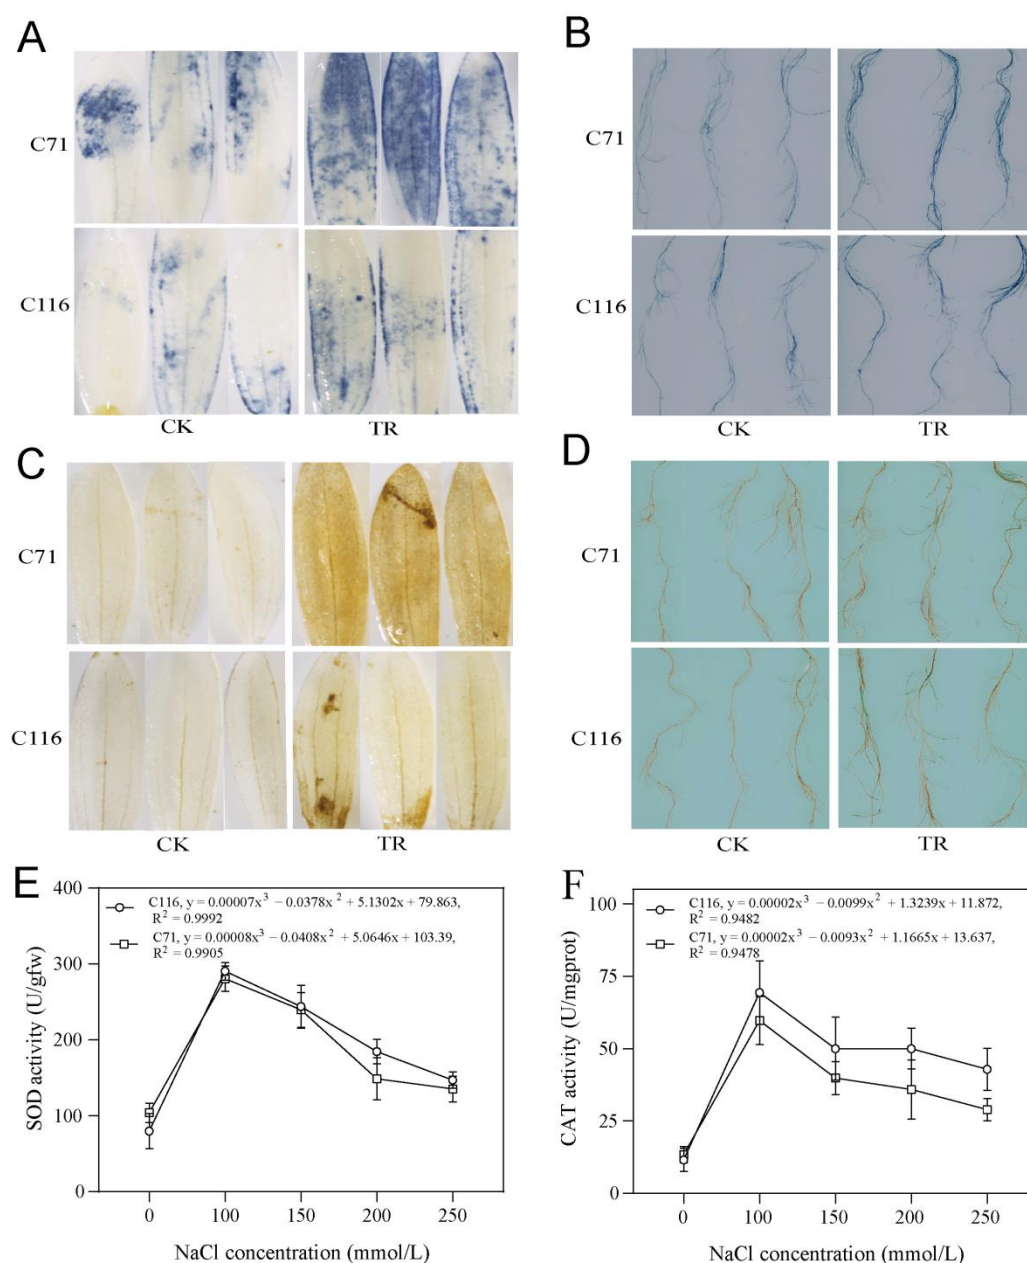 A
B
C71
C71
C116
C116
CK
TR
CK
TR
C
D
C71
C71
C116
C116
CK
TR
CK
TR
E
400
300
200
100
0
SOD activity (U/gfw)
C116, y = 0.00007x³ − 0.0378x² + 5.1302x + 79.863,
R² = 0.9992
C71, y = 0.00008x³ − 0.0408x² + 5.0646x + 103.39,
R² = 0.9905
0 100 150 200 250
NaCl concentration (mmol/L)
F
100
75
50
25
0
CAT activity (U/mgprot)
C116, y = 0.00002x³ − 0.0099x² + 1.3239x + 11.872,
R² = 0.9482
C71, y = 0.00002x³ − 0.0093x² + 1.1665x + 13.637,
R² = 0.9478
0 100 150 200 250
NaCl concentration (mmol/L)